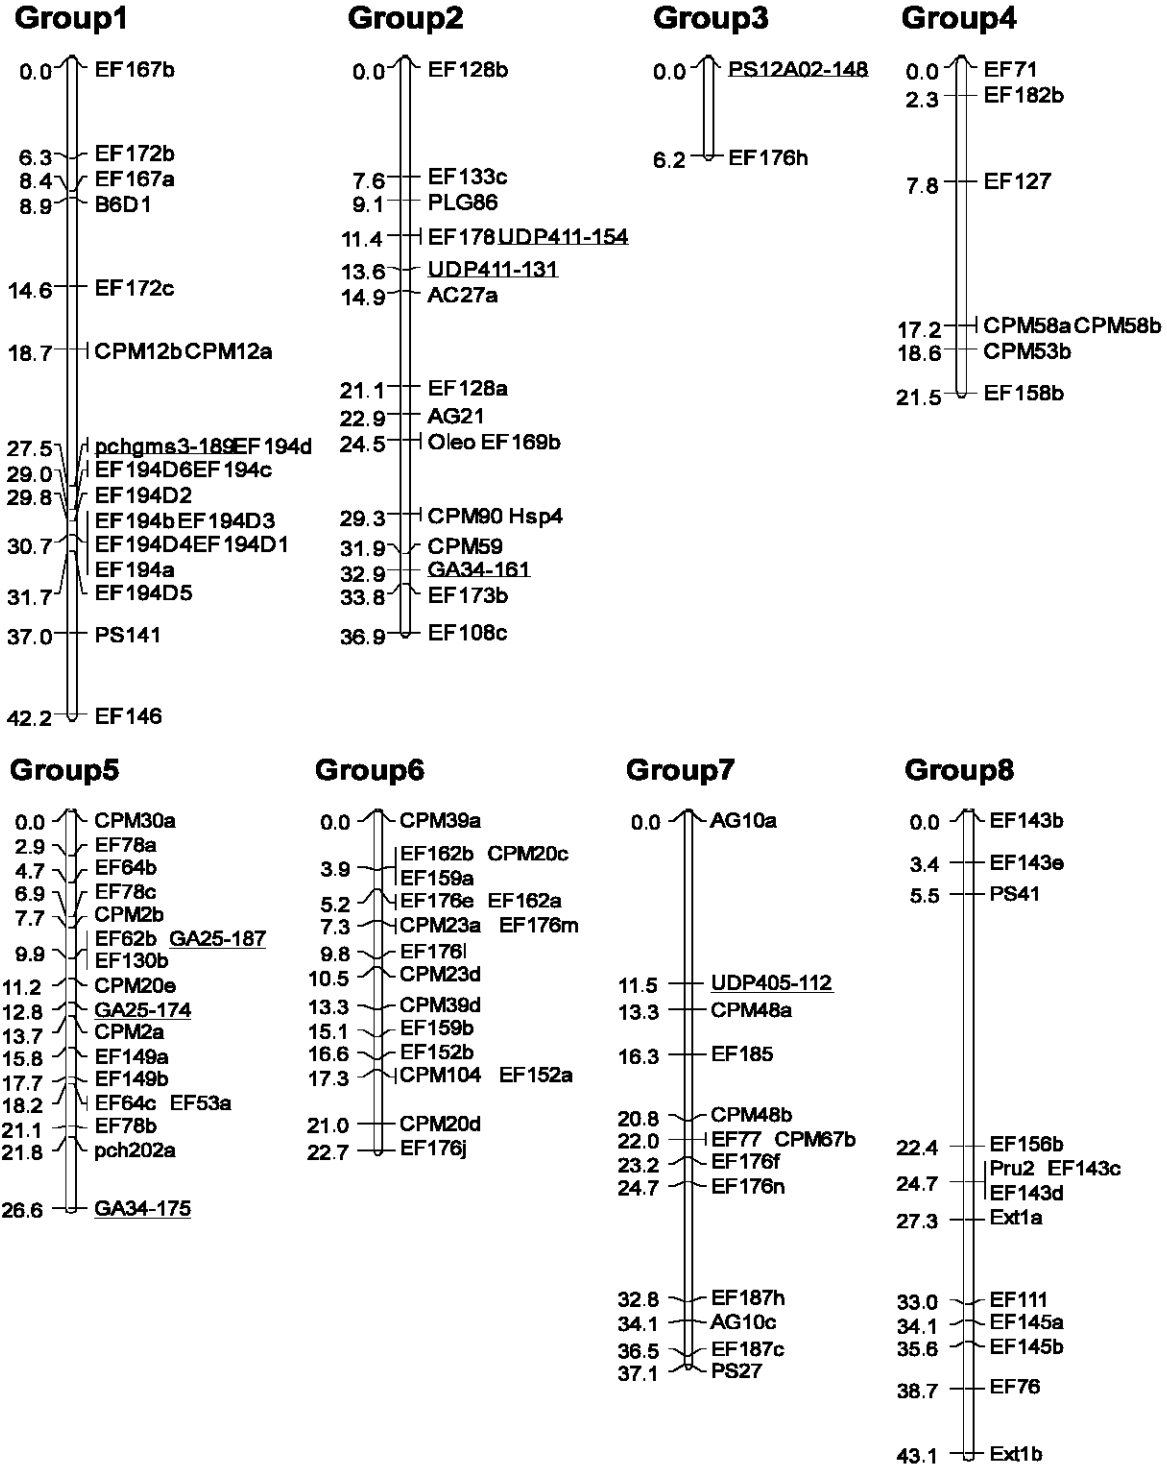 Group1
0.0 EF167b
6.3 EF172b
8.4 EF167a
8.9 B6D1
14.6 EF172c
18.7 CPM12b CPM12a
27.5 pchgms3-189 EF194d
29.0 EF194D6 EF194c
29.8 EF194D2
EF194b EF194D3
30.7 EF194D4 EF194D1
EF194a
31.7 EF194D5
37.0 PS141
42.2 EF146
Group2
0.0 EF128b
7.6 EF133c
9.1 PLG86
11.4 EF178 UDP411-154
13.6 UDP411-131
14.9 AC27a
21.1 EF128a
22.9 AG21
24.5 Oleo EF169b
29.3 CPM90 Hsp4
31.9 CPM59
32.9 GA34-161
33.8 EF173b
36.9 EF108c
Group3
0.0 PS12A02-148
6.2 EF176h
Group4
0.0 EF71
2.3 EF182b
7.8 EF127
17.2 CPM58a CPM58b
18.6 CPM53b
21.5 EF158b
Group5
0.0 CPM30a
2.9 EF78a
4.7 EF64b
6.9 EF78c
7.7 CPM2b
EF62b GA25-187
9.9 EF130b
11.2 CPM20e
12.8 GA25-174
13.7 CPM2a
15.8 EF149a
17.7 EF149b
18.2 EF64c EF53a
21.1 EF78b
21.8 pch202a
26.6 GA34-175
Group6
0.0 CPM39a
EF162b CPM20c
3.9 EF159a
5.2 EF176e EF162a
7.3 CPM23a EF176m
9.8 EF176l
10.5 CPM23d
13.3 CPM39d
15.1 EF159b
16.6 EF152b
17.3 CPM104 EF152a
21.0 CPM20d
22.7 EF176j
Group7
0.0 AG10a
11.5 UDP405-112
13.3 CPM48a
16.3 EF185
20.8 CPM48b
22.0 EF77 CPM67b
23.2 EF176f
24.7 EF176n
32.8 EF187h
34.1 AG10c
36.5 EF187c
37.1 PS27
Group8
0.0 EF143b
3.4 EF143e
5.5 PS41
22.4 EF156b
Pru2 EF143c
24.7 EF143d
27.3 Ext1a
33.0 EF111
34.1 EF145a
35.6 EF145b
38.7 EF76
43.1 Ext1b